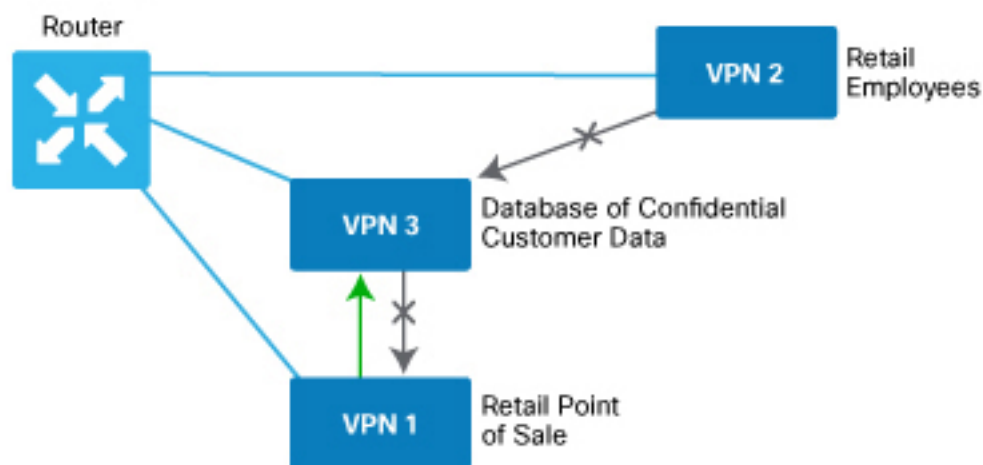 Router
VPN 2
Retail
Employees
VPN 3
Database of Confidential
Customer Data
VPN 1
Retail Point
of Sale